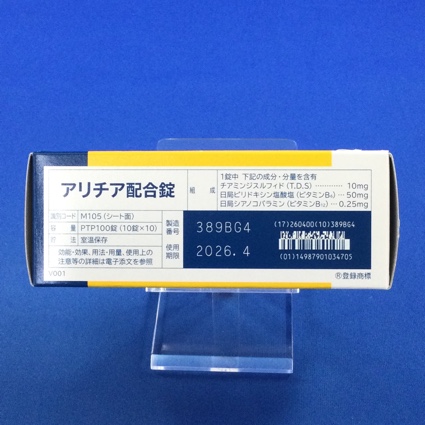 アリチア配合錠
組成
1錠中 下記の成分・分量を含有
チアミンジスルフィド(T.D.S) ………… 10mg
日局ピリドキシン塩酸塩(ビタミンB₆) …… 50mg
日局シアノコバラミン(ビタミンB₁₂) …… 0.25mg
識別コード M105(シート面)
容量 PTP100錠(10錠×10)
貯法 室温保存
効能・効果、用法・用量、使用上の
注意等の詳細は電子添文を参照
製造番号 389BG4
使用期限 2026.4
(17)260400(10)389BG4
(01)14987901034705
V001
Ⓡ登録商標